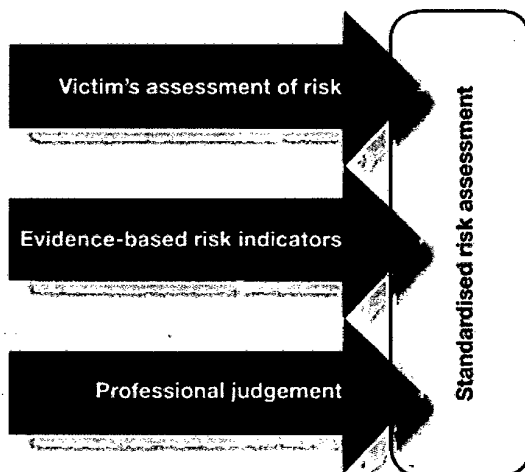 Victim's assessment of risk
Evidence-based risk indicators
Professional judgement
Standardised risk assessment